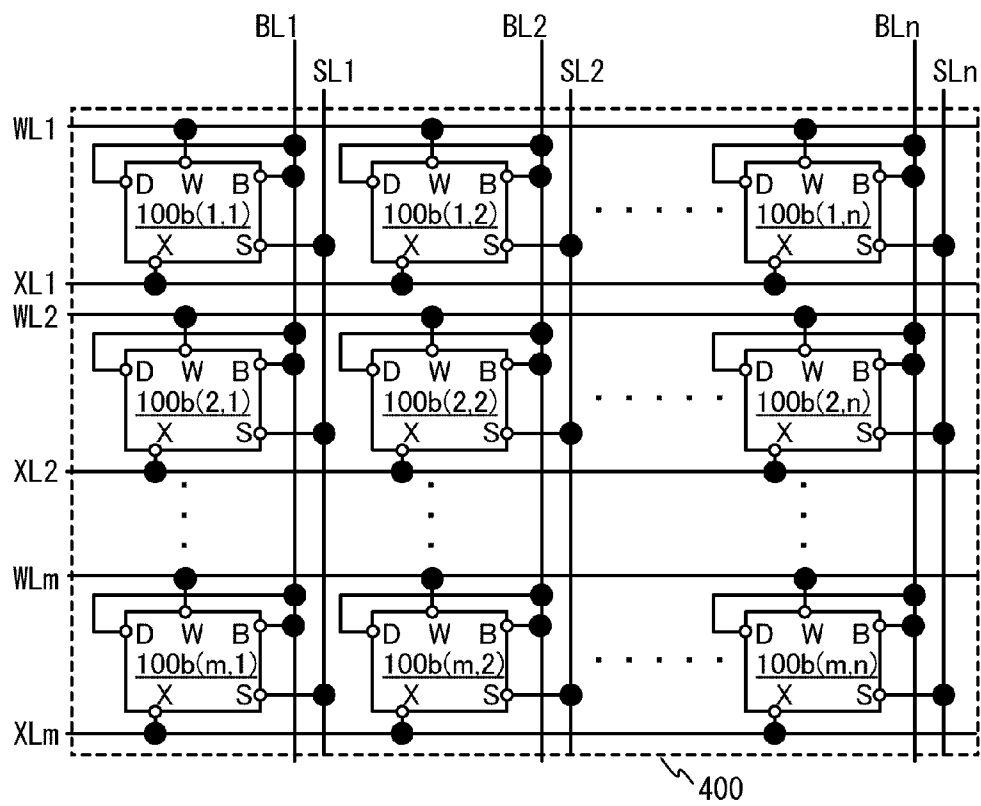 BL1 BL2 BLn
SL1 SL2 SLn
WL1
D W B D W B D W B
100b(1,1) 100b(1,2) 100b(1,n)
X S X S X S
XL1
WL2
D W B D W B D W B
100b(2,1) 100b(2,2) 100b(2,n)
X S X S X S
XL2
WLm
D W B D W B D W B
100b(m,1) 100b(m,2) 100b(m,n)
X S X S X S
XLm
400